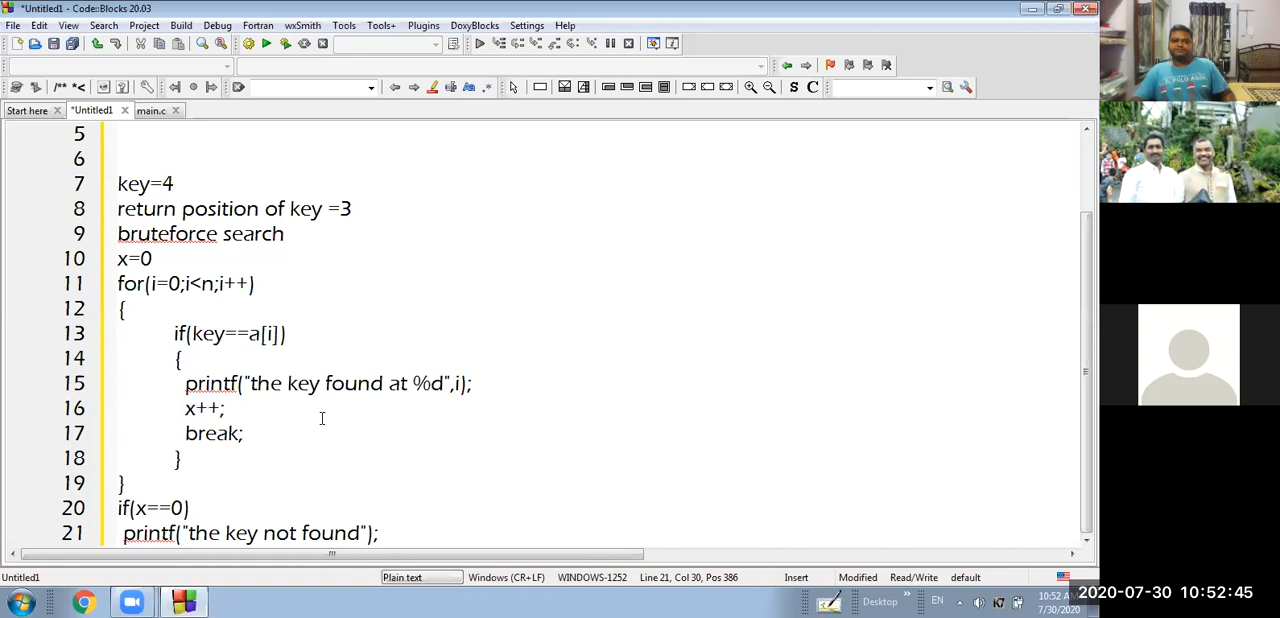 *Untitled1 - Code::Blocks 20.03
File Edit View Search Project Build Debug Fortran wxSmith Tools Tools+ Plugins DoxyBlocks Settings Help
Start here *Untitled1 main.c
5
6
7 key=4
8 return position of key =3
9 bruteforce search
10 x=0
11 for(i=0;i<n;i++)
12 {
13 if(key==a[i])
14 {
15 printf("the key found at %d",i);
16 x++;
17 break;
18 }
19 }
20 if(x==0)
21 printf("the key not found");
Untitled1 Plain text Windows (CR+LF) WINDOWS-1252 Line 21, Col 30, Pos 386 Insert Modified Read/Write default
Desktop » EN 10:52 AM
7/30/2020
2020-07-30 10:52:45